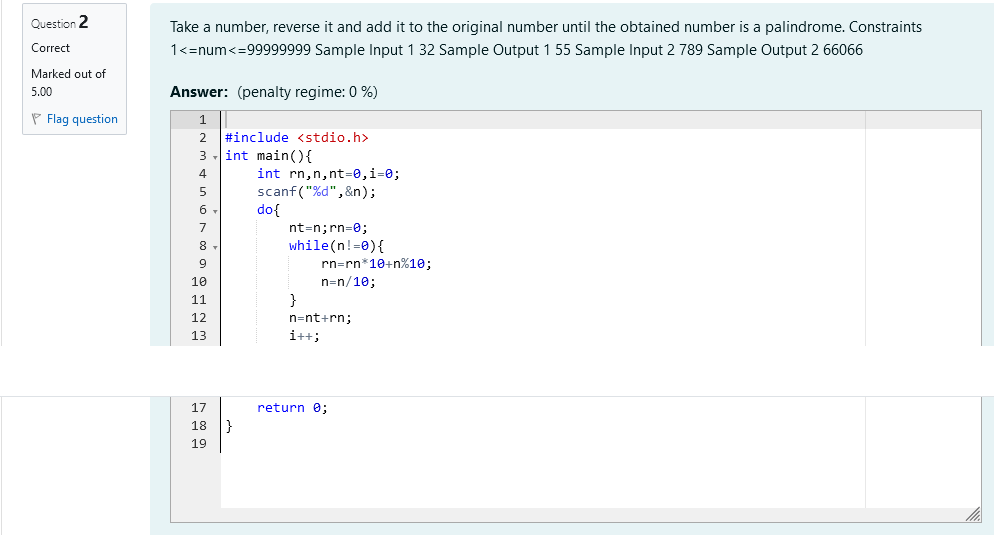 Question 2
Correct
Marked out of
5.00
Flag question
Take a number, reverse it and add it to the original number until the obtained number is a palindrome. Constraints
1<=num<=99999999 Sample Input 1 32 Sample Output 1 55 Sample Input 2 789 Sample Output 2 66066
Answer: (penalty regime: 0 %)
1
2 #include <stdio.h>
3 int main(){
4 int rn,n,nt=0,i=0;
5 scanf("%d",&n);
6 do{
7 nt=n;rn=0;
8 while(n!=0){
9 rn=rn*10+n%10;
10 n=n/10;
11 }
12 n=nt+rn;
13 i++;
17 return 0;
18 }
19